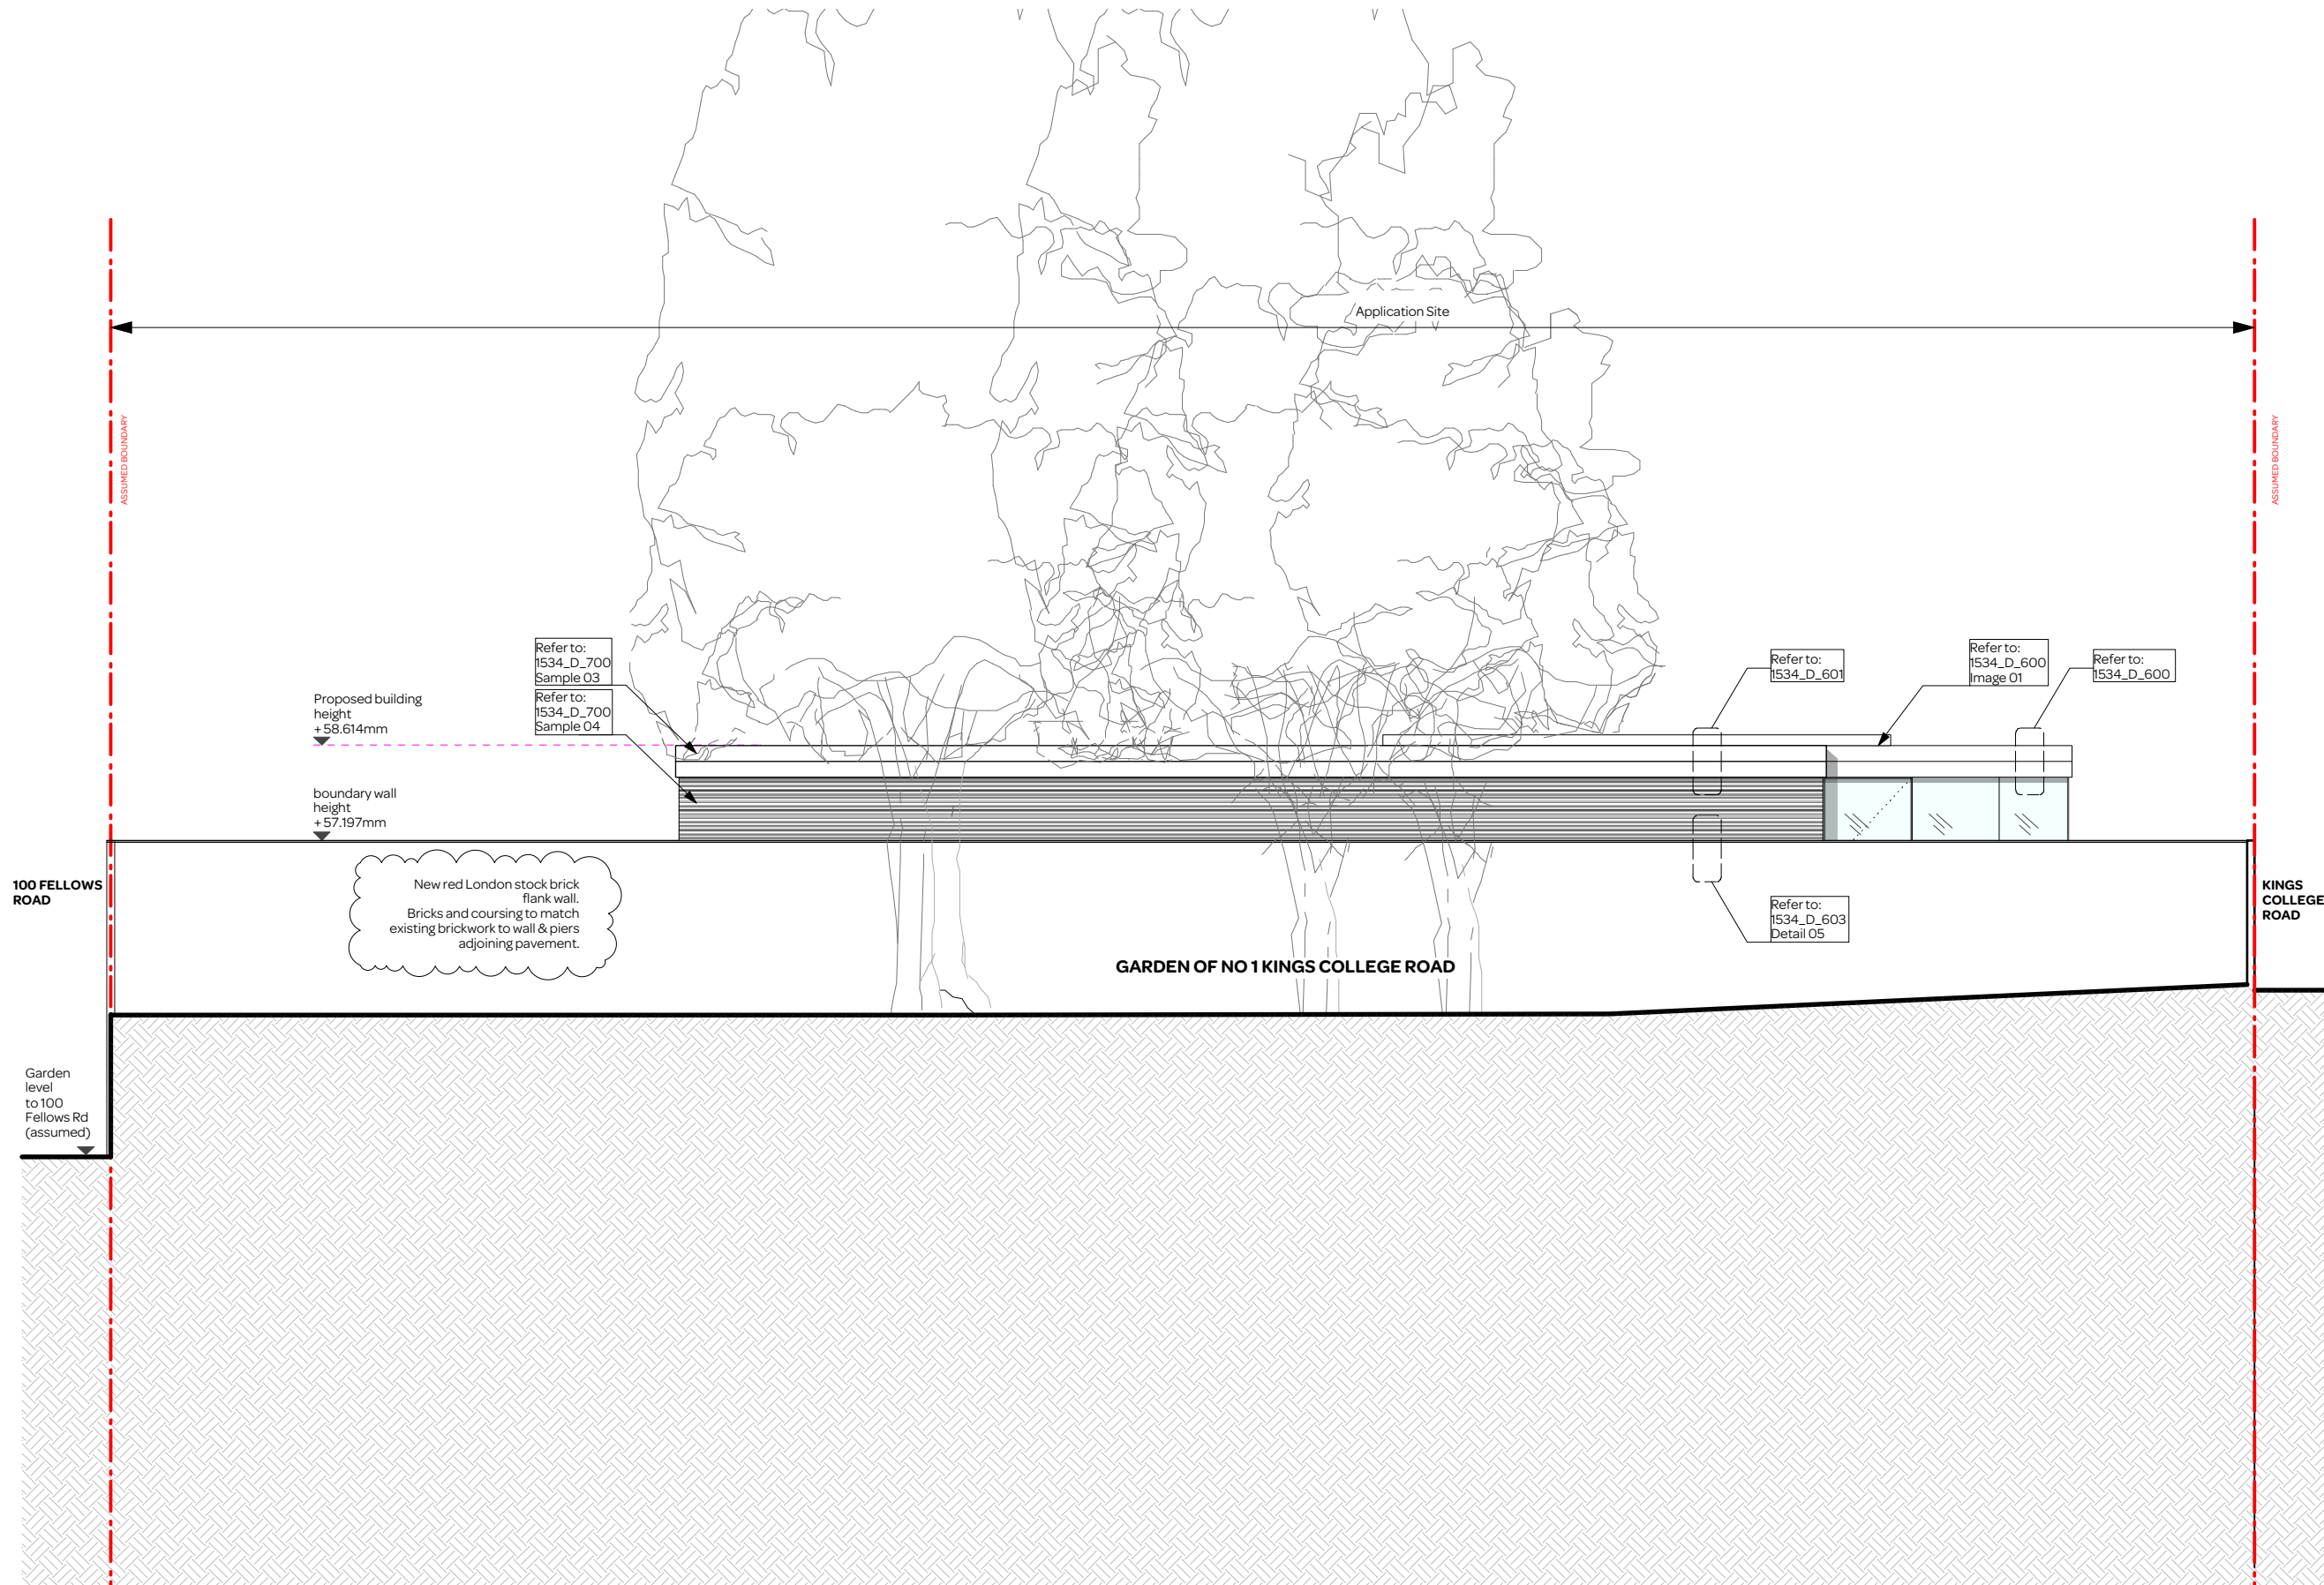 Application Site
ASSUMED BOUNDARY
ASSUMED BOUNDARY
Refer to:
1534_D_700
Sample 03
Refer to:
1534_D_700
Sample 04
Refer to:
1534_D_601
Refer to:
1534_D_600
Image 01
Refer to:
1534_D_600
Proposed building
height
+58.614mm
boundary wall
height
+57.197mm
100 FELLOWS
ROAD
New red London stock brick
flank wall.
Bricks and coursing to match
existing brickwork to wall & piers
adjoining pavement.
Refer to:
1534_D_603
Detail 05
KINGS
COLLEGE
ROAD
GARDEN OF NO 1 KINGS COLLEGE ROAD
Garden
level
to 100
Fellows Rd
(assumed)